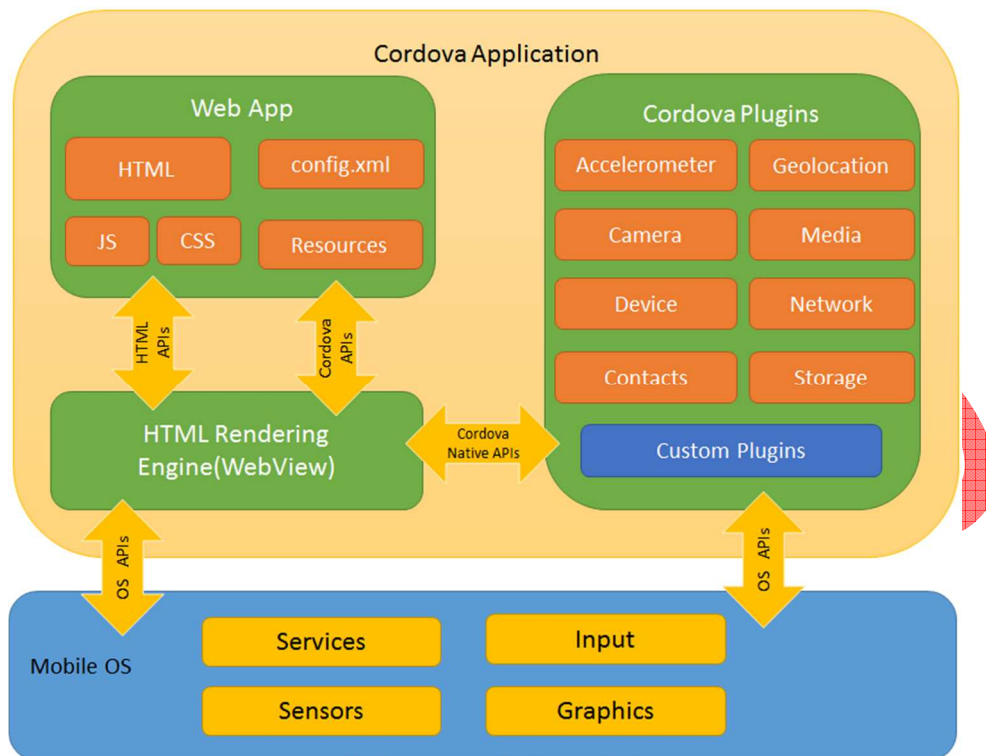 Cordova Application
Web App
HTML
config.xml
JS
CSS
Resources
HTML
APIs
Cordova
APIs
HTML Rendering
Engine(WebView)
Cordova
Native APIs
Cordova Plugins
Accelerometer
Geolocation
Camera
Media
Device
Network
Contacts
Storage
Custom Plugins
OS APIs
OS APIs
Mobile OS
Services
Input
Sensors
Graphics